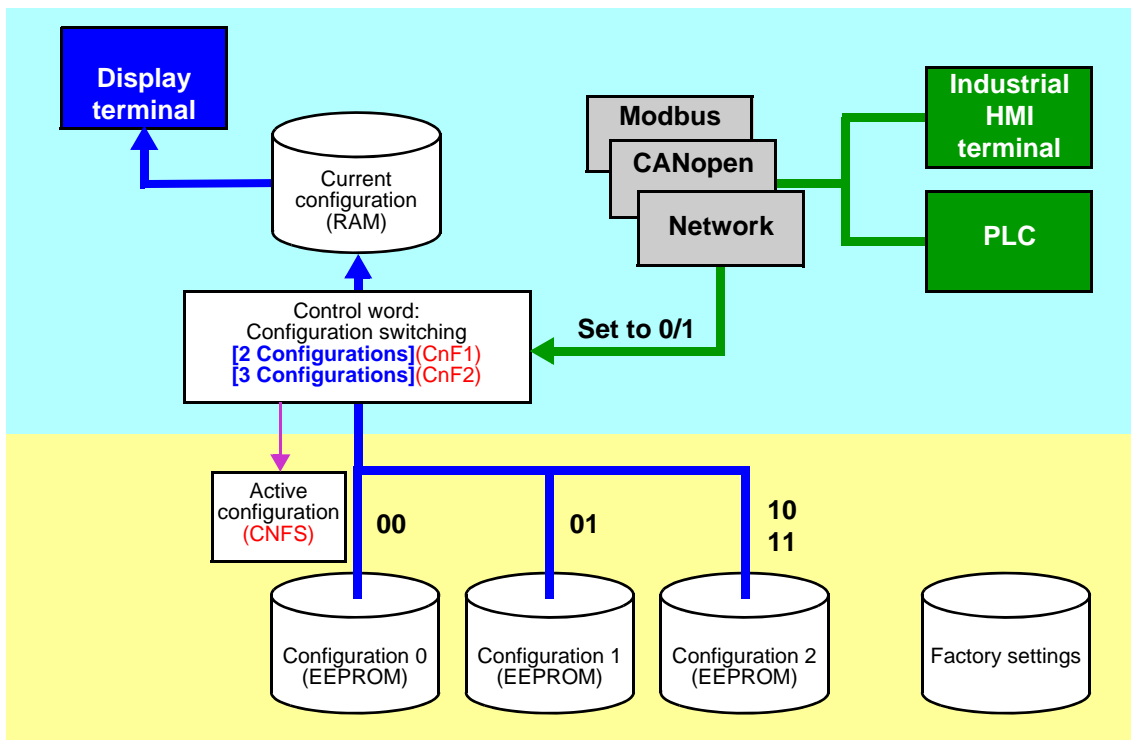 Display
terminal
Current
configuration
(RAM)
Modbus
CANopen
Network
Industrial
HMI
terminal
PLC
Control word:
Configuration switching
[2 Configurations](CnF1)
[3 Configurations](CnF2)
Set to 0/1
Active
configuration
(CNFS)
00
01
10
11
Configuration 0
(EEPROM)
Configuration 1
(EEPROM)
Configuration 2
(EEPROM)
Factory settings